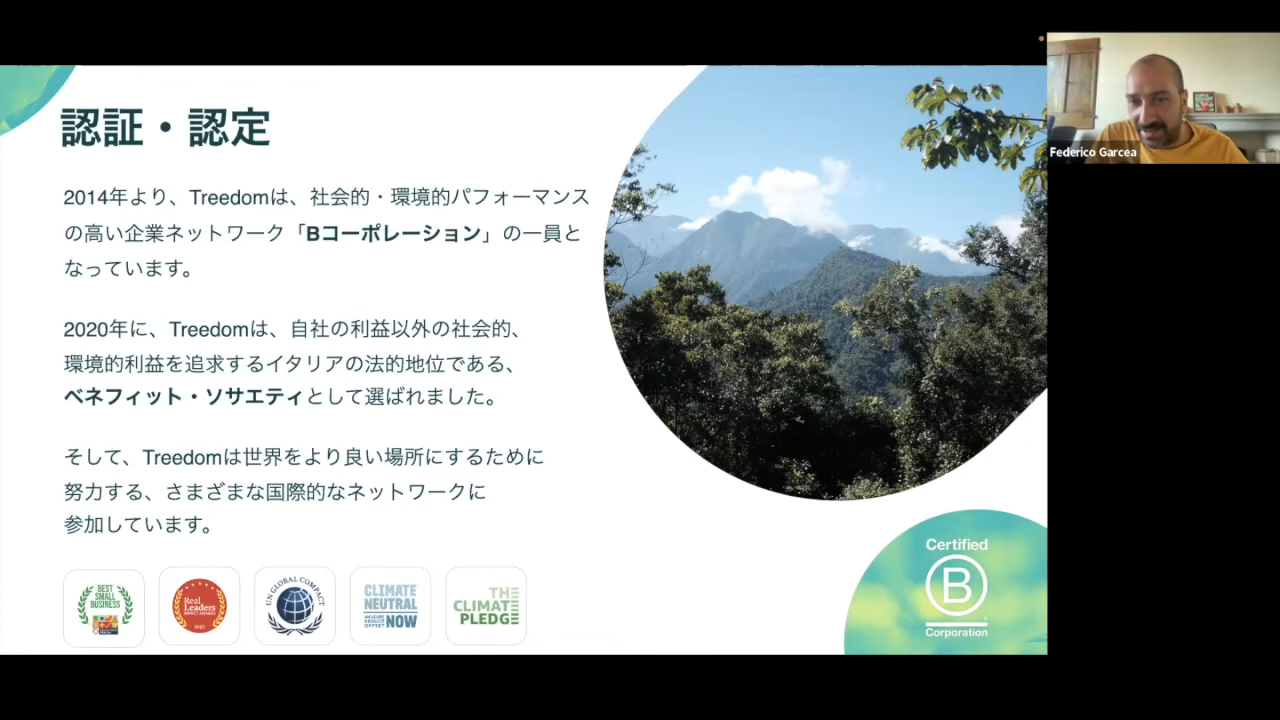 認証・認定
2014年より、Treedomは、社会的・環境的パフォーマンス
の高い企業ネットワーク「Bコーポレーション」の一員と
なっています。
2020年に、Treedomは、自社の利益以外の社会的、
環境的利益を追求するイタリアの法的地位である、
ベネフィット・ソサエティとして選ばれました。
そして、Treedomは世界をより良い場所にするために
努力する、さまざまな国際的なネットワークに
参加しています。
BEST
SMALL
BUSINESS
Real
Leaders
IMPACT AWARDS
2021
UN GLOBAL COMPACT
CLIMATE
NEUTRAL
NOW
MEASURE
REDUCE
OFFSET
THE
CLIMATE
PLEDGE
Certified
B
Corporation
Federico Garcea